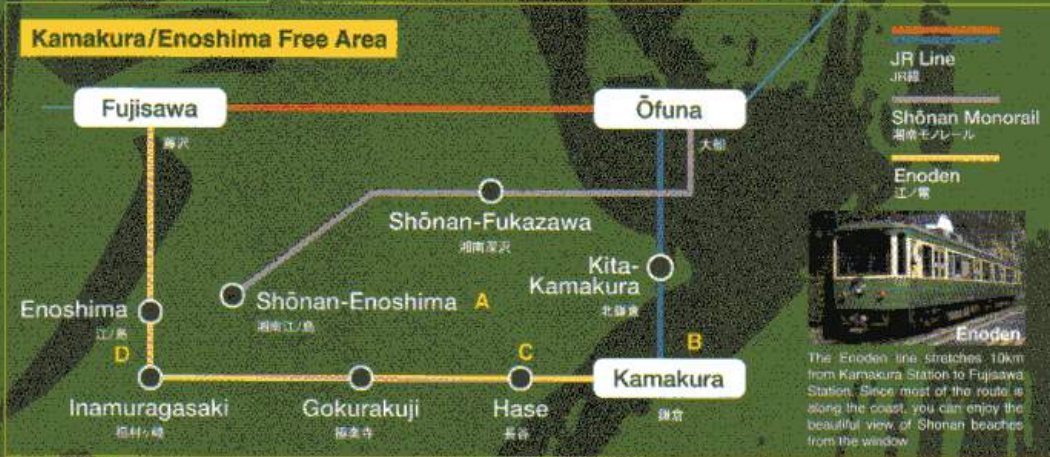 Kamakura/Enoshima Free Area
JR Line
JR線
Shōnan Monorail
湘南モノレール
Enoden
江ノ電
Fujisawa
藤沢
Ōfuna
大船
Shōnan-Fukazawa
湘南深沢
Kita-
Kamakura
北鎌倉
Enoshima
江ノ島
Shōnan-Enoshima
湘南江ノ島
A
B
C
D
Kamakura
鎌倉
Inamuragasaki
稲村ヶ崎
Gokurakuji
極楽寺
Hase
長谷
Enoden
The Enoden line stretches 10km
from Kamakura Station to Fujisawa
Station. Since most of the route is
along the coast, you can enjoy the
beautiful view of Shonan beaches
from the window